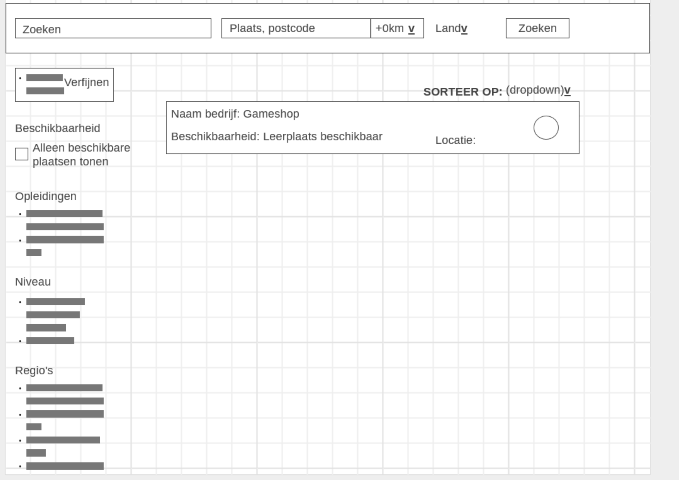 Zoeken
Plaats, postcode
+0km v
Landv
Zoeken
Verfijnen
SORTEER OP: (dropdown)v
Naam bedrijf: Gameshop
Beschikbaarheid: Leerplaats beschikbaar
Locatie:
Beschikbaarheid
Alleen beschikbare
plaatsen tonen
Opleidingen
Niveau
Regio's